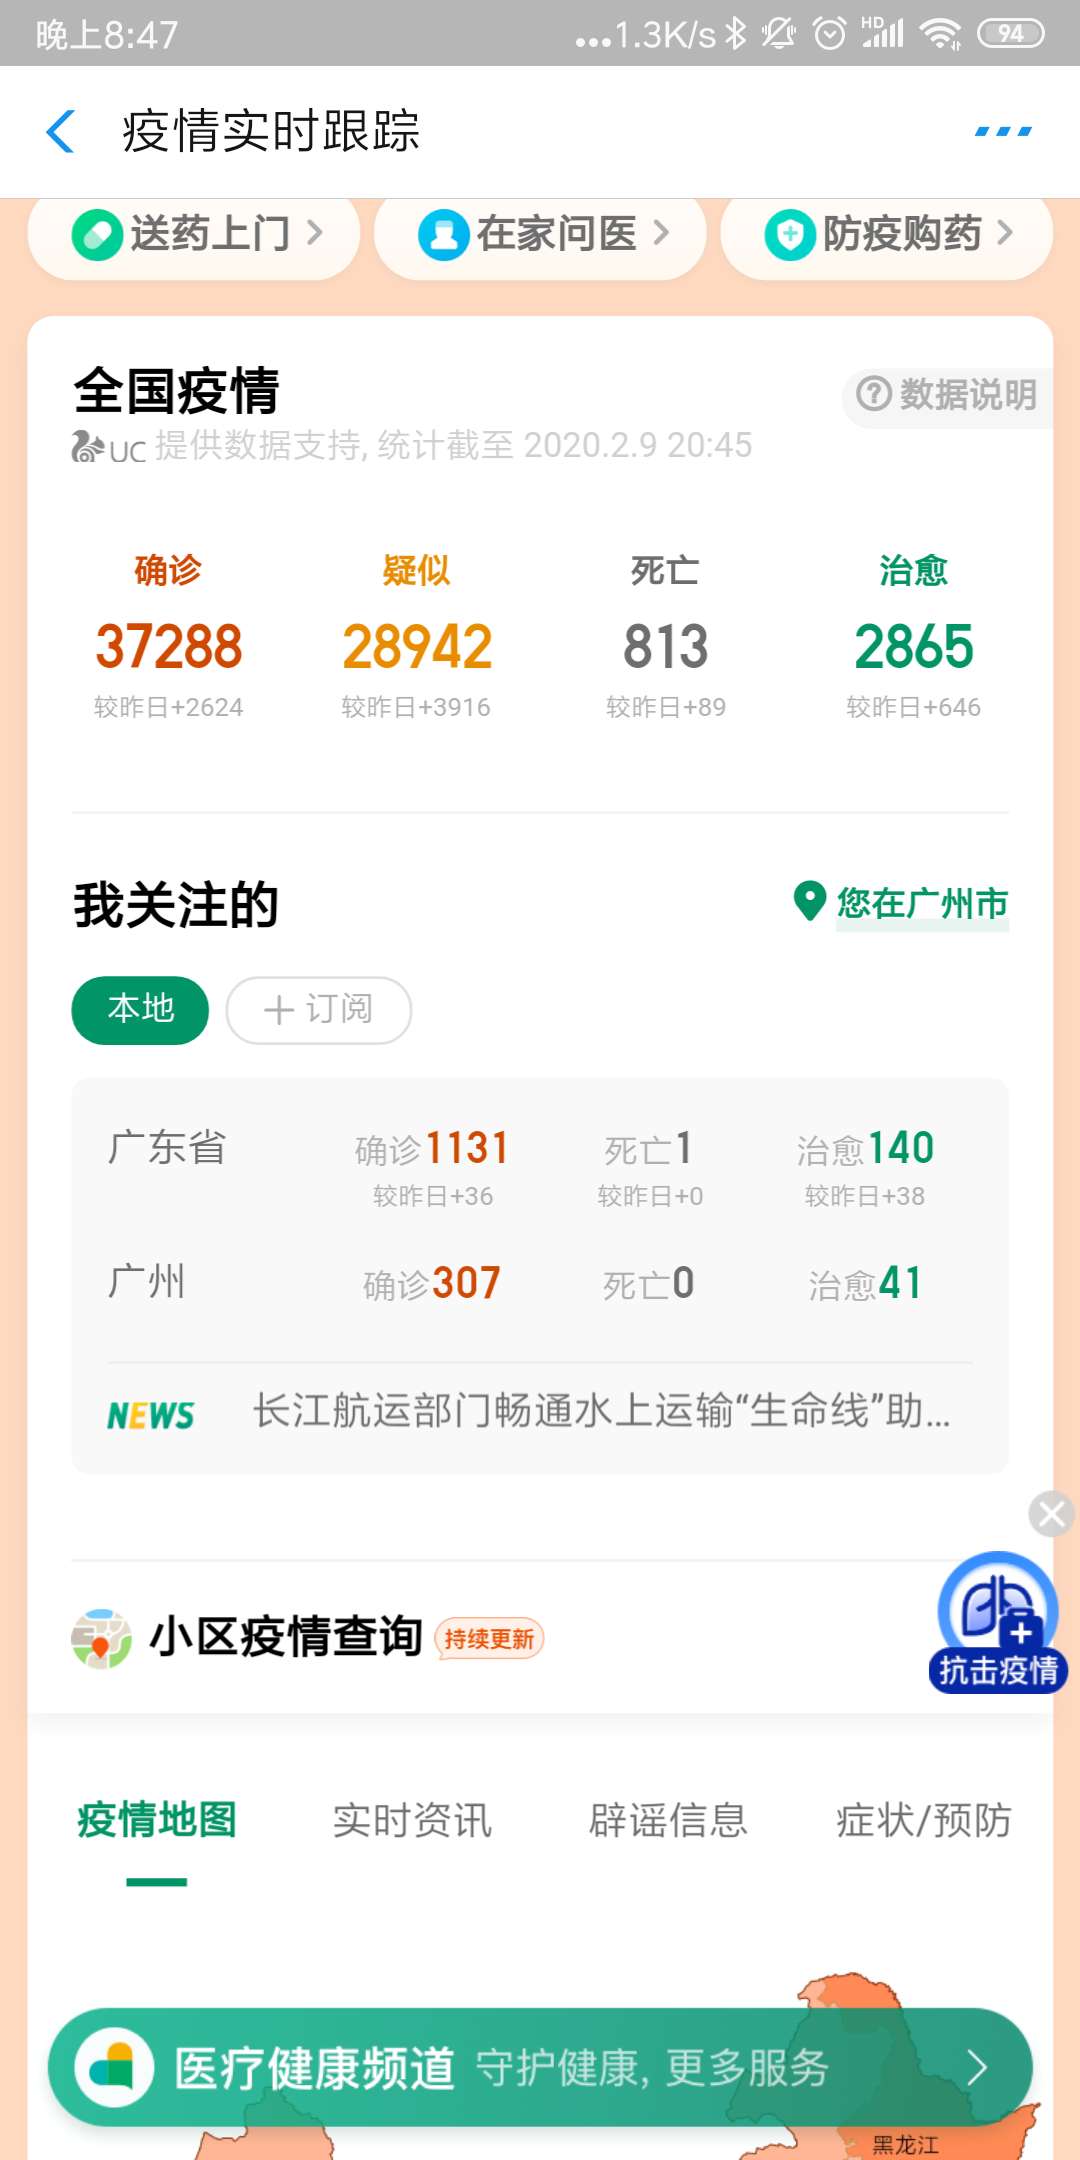 晚上8:47 ...1.3K/s HD 94
疫情实时跟踪
送药上门 在家问医 防疫购药
全国疫情 数据说明
UC 提供数据支持, 统计截至 2020.2.9 20:45
确诊 疑似 死亡 治愈
37288 28942 813 2865
较昨日+2624 较昨日+3916 较昨日+89 较昨日+646
我关注的 您在广州市
本地 +订阅
广东省 确诊1131 死亡1 治愈140
较昨日+36 较昨日+0 较昨日+38
广州 确诊307 死亡0 治愈41
NEWS 长江航运部门畅通水上运输“生命线”助...
小区疫情查询 持续更新
抗击疫情
疫情地图 实时资讯 辟谣信息 症状/预防
医疗健康频道 守护健康, 更多服务
黑龙江